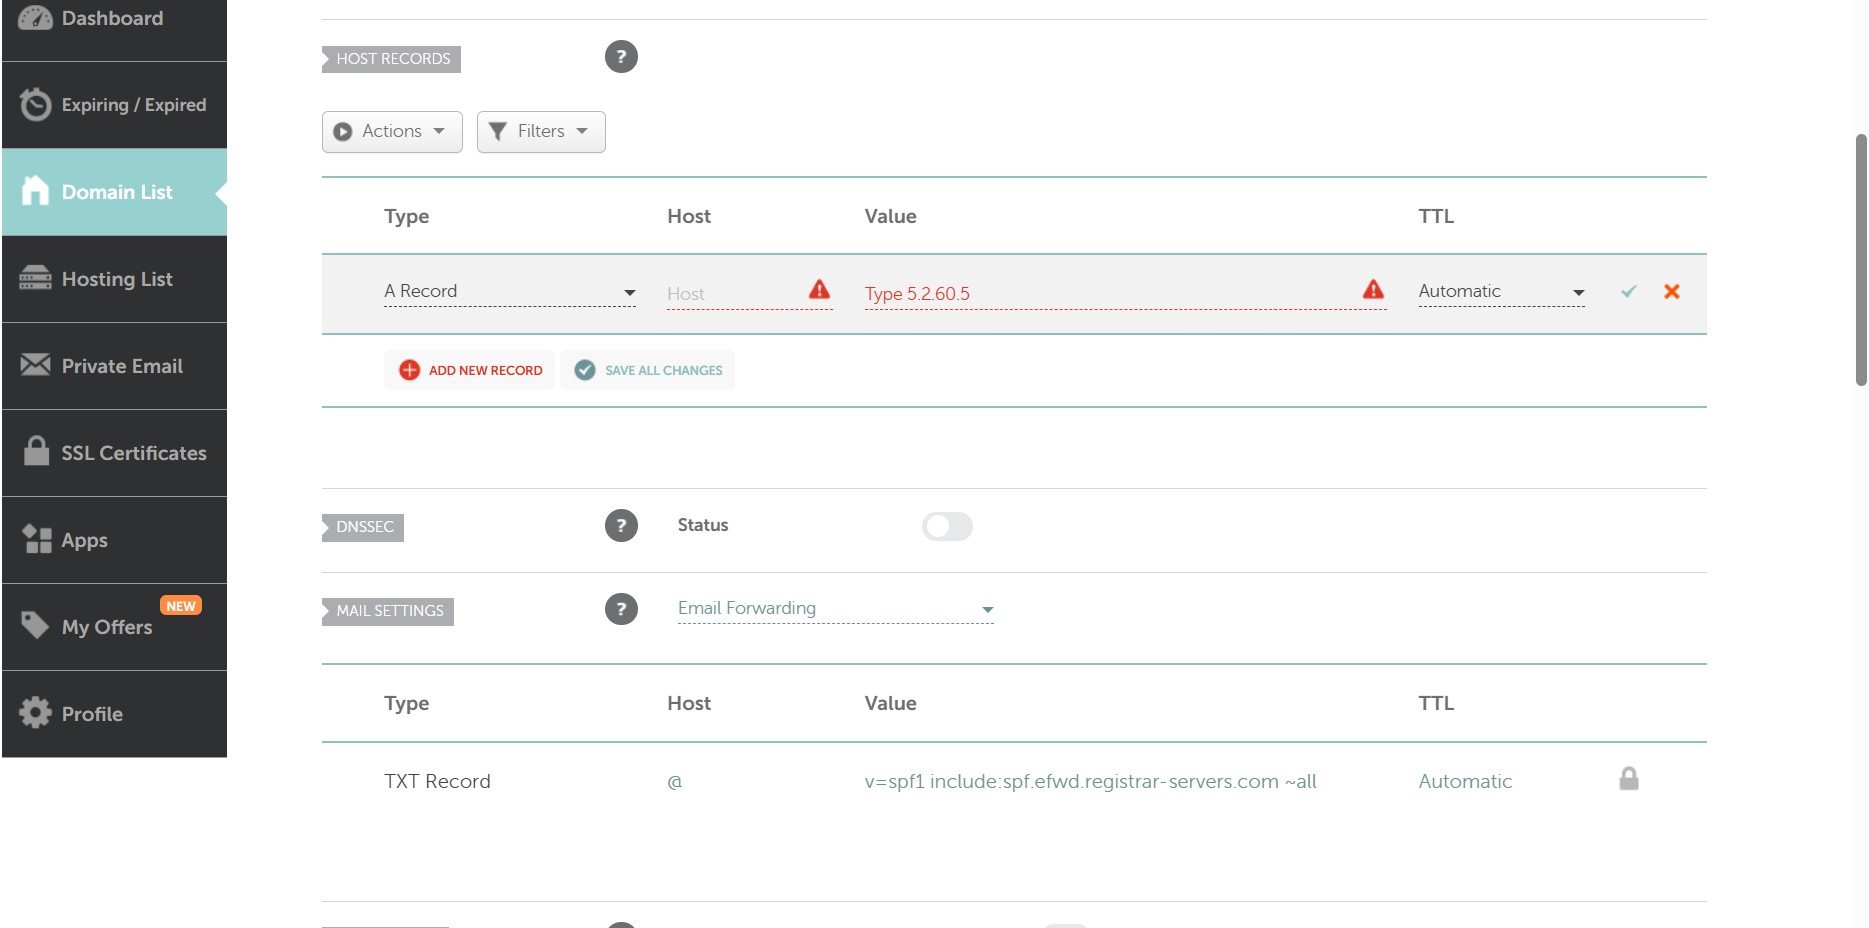 Dashboard
Expiring / Expired
Domain List
Hosting List
Private Email
SSL Certificates
Apps
NEW
My Offers
Profile
HOST RECORDS ?
Actions Filters
Type Host Value TTL
A Record Host Type 5.2.60.5 Automatic
ADD NEW RECORD SAVE ALL CHANGES
DNSSEC ? Status
MAIL SETTINGS ? Email Forwarding
Type Host Value TTL
TXT Record @ v=spf1 include:spf.efwd.registrar-servers.com ~all Automatic